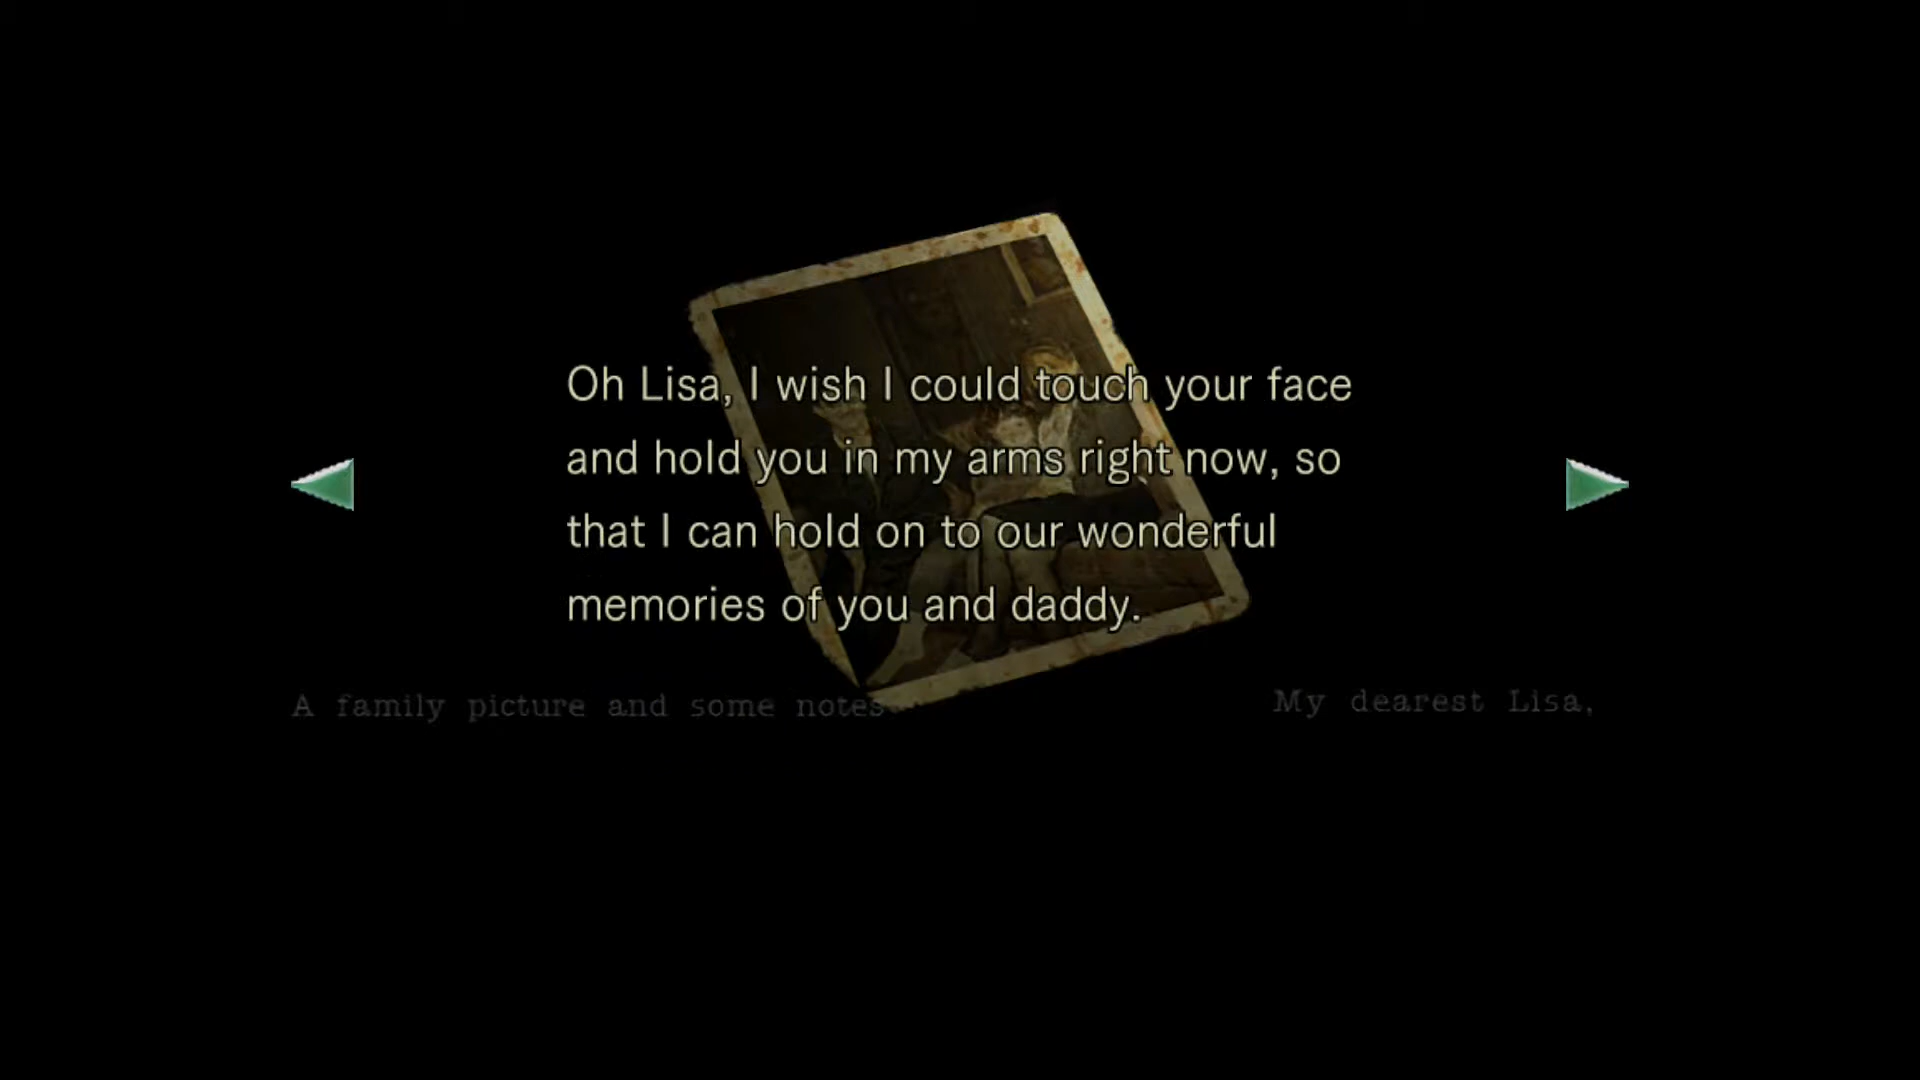 Oh Lisa, I wish I could touch your face
and hold you in my arms right now, so
that I can hold on to our wonderful
memories of you and daddy.
A family picture and some notes
My dearest Lisa,